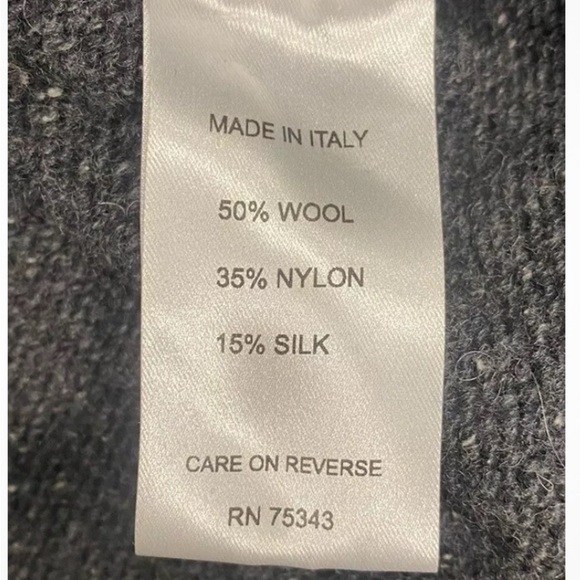 MADE IN ITALY
50% WOOL
35% NYLON
15% SILK
CARE ON REVERSE
RN 75343